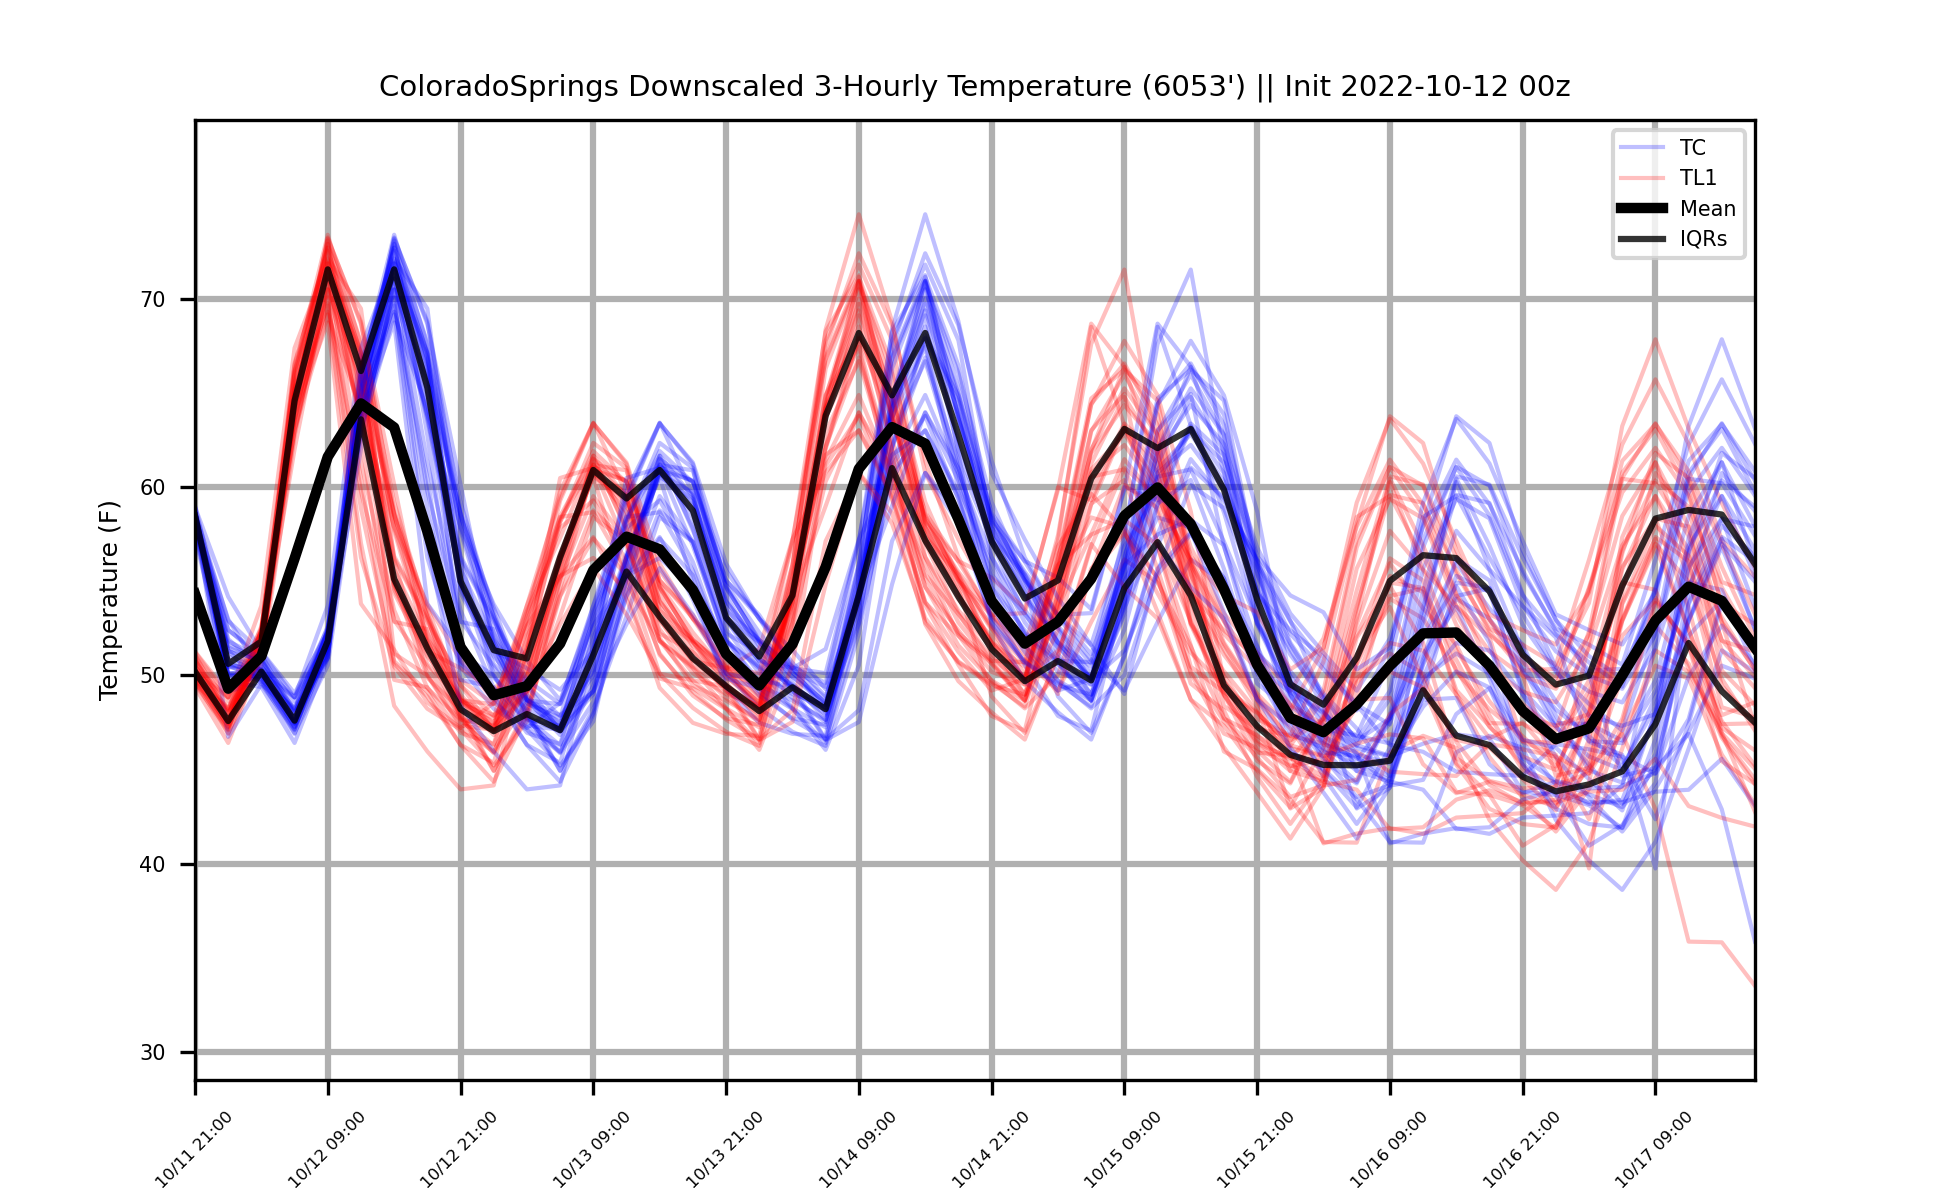 ColoradoSprings Downscaled 3-Hourly Temperature (6053') || Init 2022-10-12 00z
TC
TL1
Mean
IQRs
Temperature (F)
70
60
50
40
30
10/11 21:00
10/12 09:00
10/12 21:00
10/13 09:00
10/13 21:00
10/14 09:00
10/14 21:00
10/15 09:00
10/15 21:00
10/16 09:00
10/16 21:00
10/17 09:00